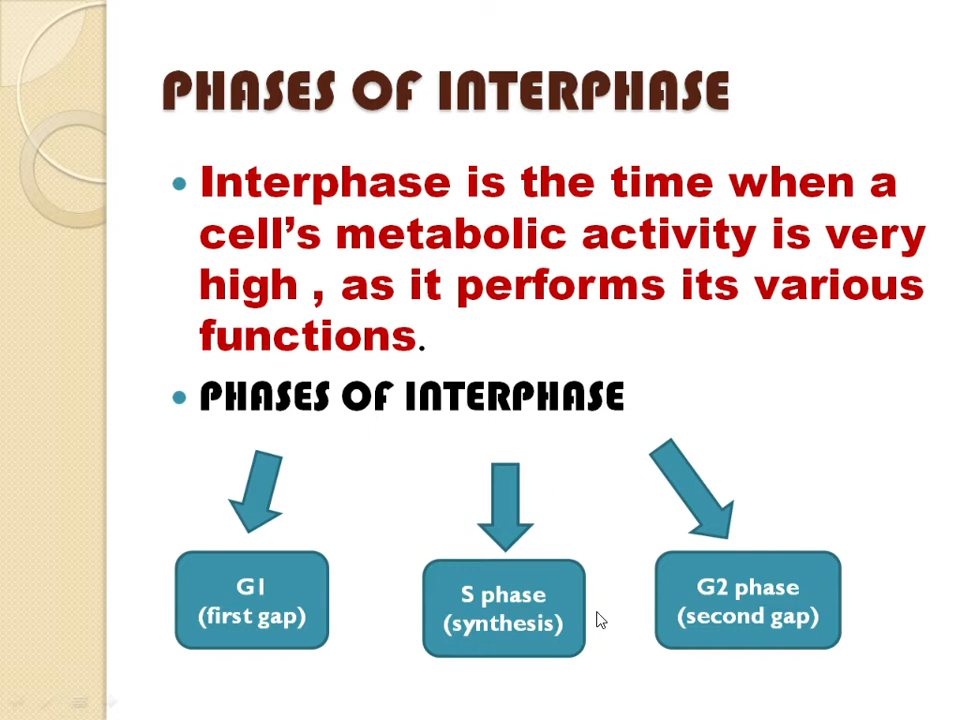 PHASES OF INTERPHASE
Interphase is the time when a
cell’s metabolic activity is very
high , as it performs its various
functions.
PHASES OF INTERPHASE
G1
(first gap)
S phase
(synthesis)
G2 phase
(second gap)